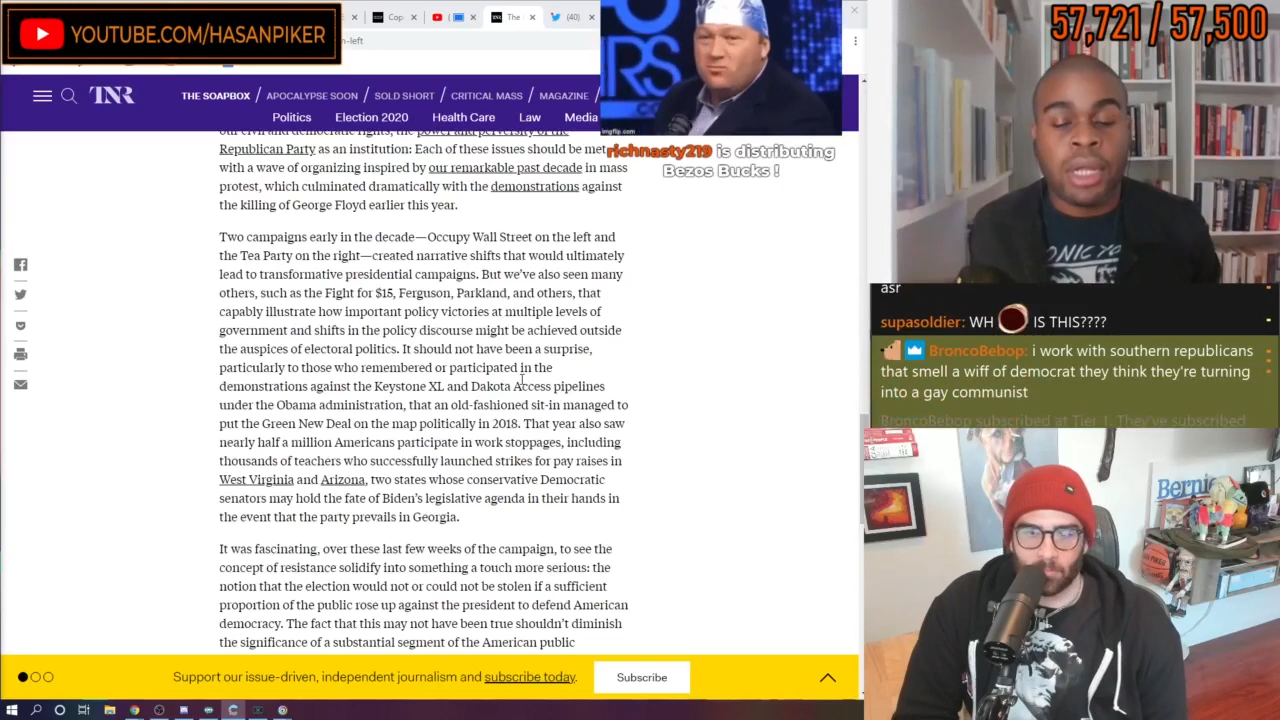 YOUTUBE.COM/HASANPIKER
Cop
The
(40)
n-left
57,721 / 57,500
TNR
THE SOAPBOX / APOCALYPSE SOON / SOLD SHORT / CRITICAL MASS / MAGAZINE /
Politics Election 2020 Health Care Law Media
imgflip.com
richnasty219 is distributing
Bezos Bucks !
our civil and democratic rights, the power and perversity of the
Republican Party as an institution: Each of these issues should be met
with a wave of organizing inspired by our remarkable past decade in mass
protest, which culminated dramatically with the demonstrations against
the killing of George Floyd earlier this year.
Two campaigns early in the decade—Occupy Wall Street on the left and
the Tea Party on the right—created narrative shifts that would ultimately
lead to transformative presidential campaigns. But we've also seen many
others, such as the Fight for $15, Ferguson, Parkland, and others, that
capably illustrate how important policy victories at multiple levels of
government and shifts in the policy discourse might be achieved outside
the auspices of electoral politics. It should not have been a surprise,
particularly to those who remembered or participated in the
demonstrations against the Keystone XL and Dakota Access pipelines
under the Obama administration, that an old-fashioned sit-in managed to
put the Green New Deal on the map politically in 2018. That year also saw
nearly half a million Americans participate in work stoppages, including
thousands of teachers who successfully launched strikes for pay raises in
West Virginia and Arizona, two states whose conservative Democratic
senators may hold the fate of Biden's legislative agenda in their hands in
the event that the party prevails in Georgia.
It was fascinating, over these last few weeks of the campaign, to see the
concept of resistance solidify into something a touch more serious: the
notion that the election would not or could not be stolen if a sufficient
proportion of the public rose up against the president to defend American
democracy. The fact that this may not have been true shouldn't diminish
the significance of a substantial segment of the American public
Support our issue-driven, independent journalism and subscribe today.
Subscribe
asr
supasoldier: WH IS THIS????
BroncoBebop: i work with southern republicans
that smell a wiff of democrat they think they're turning
into a gay communist
BroncoBebop subscribed at Tier 1. They've subscribed
Bernie